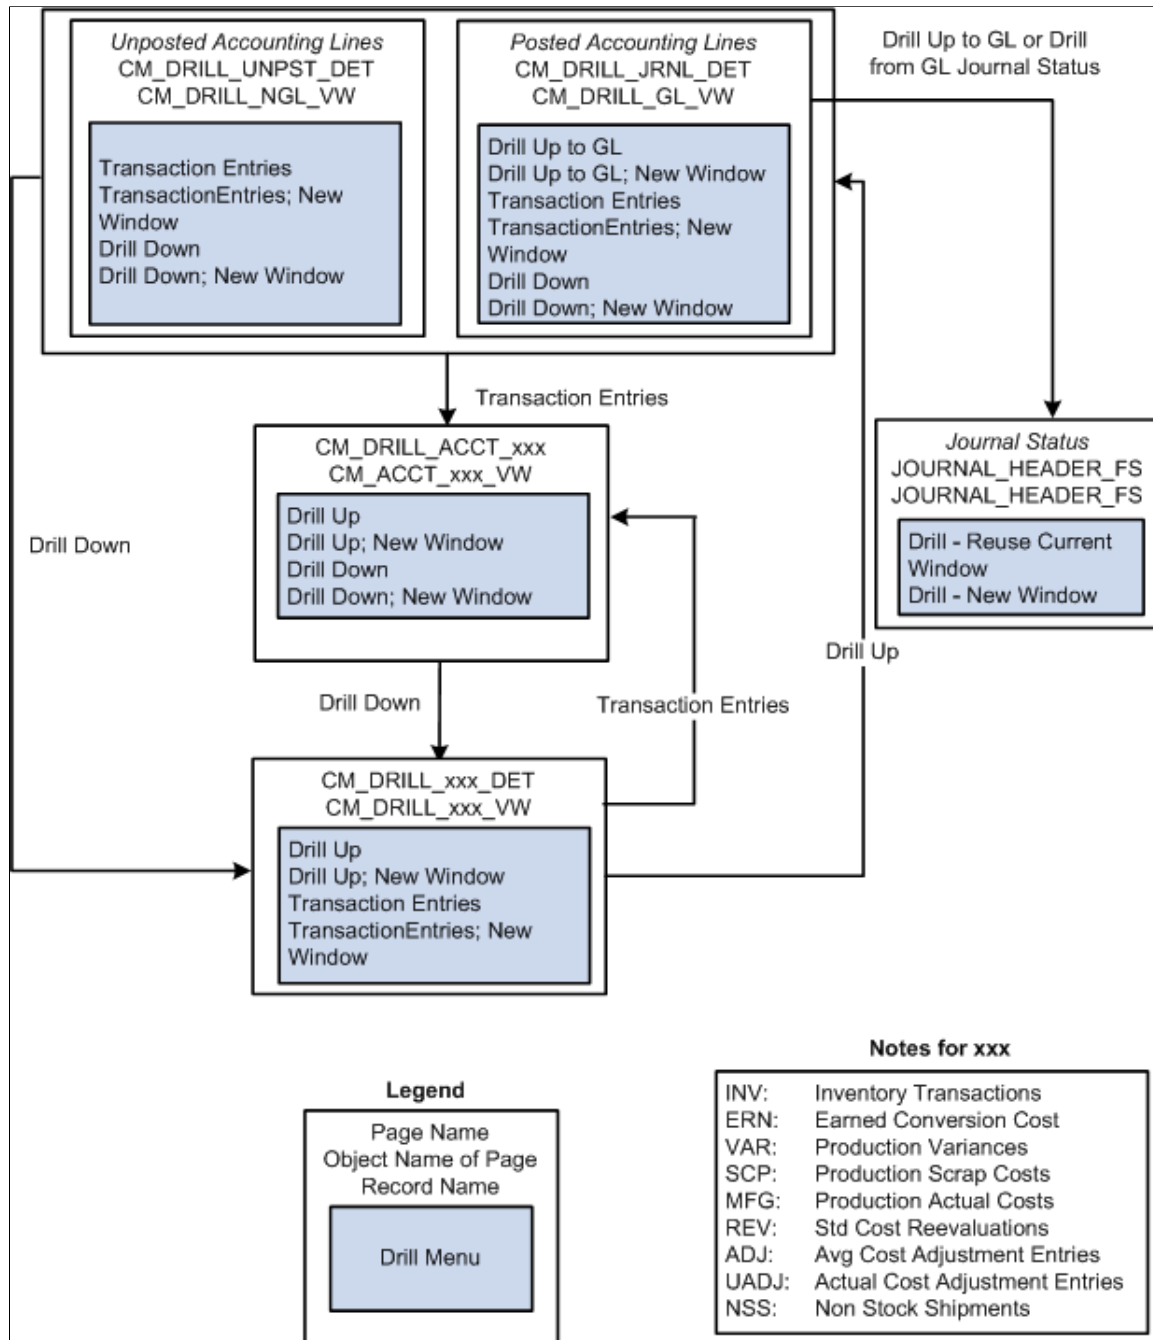 Unposted Accounting Lines
CM_DRILL_UNPST_DET
CM_DRILL_NGL_VW
Transaction Entries
TransactionEntries; New
Window
Drill Down
Drill Down; New Window
Posted Accounting Lines
CM_DRILL_JRNL_DET
CM_DRILL_GL_VW
Drill Up to GL
Drill Up to GL; New Window
Transaction Entries
TransactionEntries; New
Window
Drill Down
Drill Down; New Window
Drill Up to GL or Drill
from GL Journal Status
Transaction Entries
CM_DRILL_ACCT_xxx
CM_ACCT_xxx_VW
Drill Up
Drill Up; New Window
Drill Down
Drill Down; New Window
Journal Status
JOURNAL_HEADER_FS
JOURNAL_HEADER_FS
Drill - Reuse Current
Window
Drill - New Window
Drill Down
Drill Up
Drill Down
Transaction Entries
CM_DRILL_xxx_DET
CM_DRILL_xxx_VW
Drill Up
Drill Up; New Window
Transaction Entries
TransactionEntries; New
Window
Legend
Page Name
Object Name of Page
Record Name
Drill Menu
Notes for xxx
INV: Inventory Transactions
ERN: Earned Conversion Cost
VAR: Production Variances
SCP: Production Scrap Costs
MFG: Production Actual Costs
REV: Std Cost Reevaluations
ADJ: Avg Cost Adjustment Entries
UADJ: Actual Cost Adjustment Entries
NSS: Non Stock Shipments